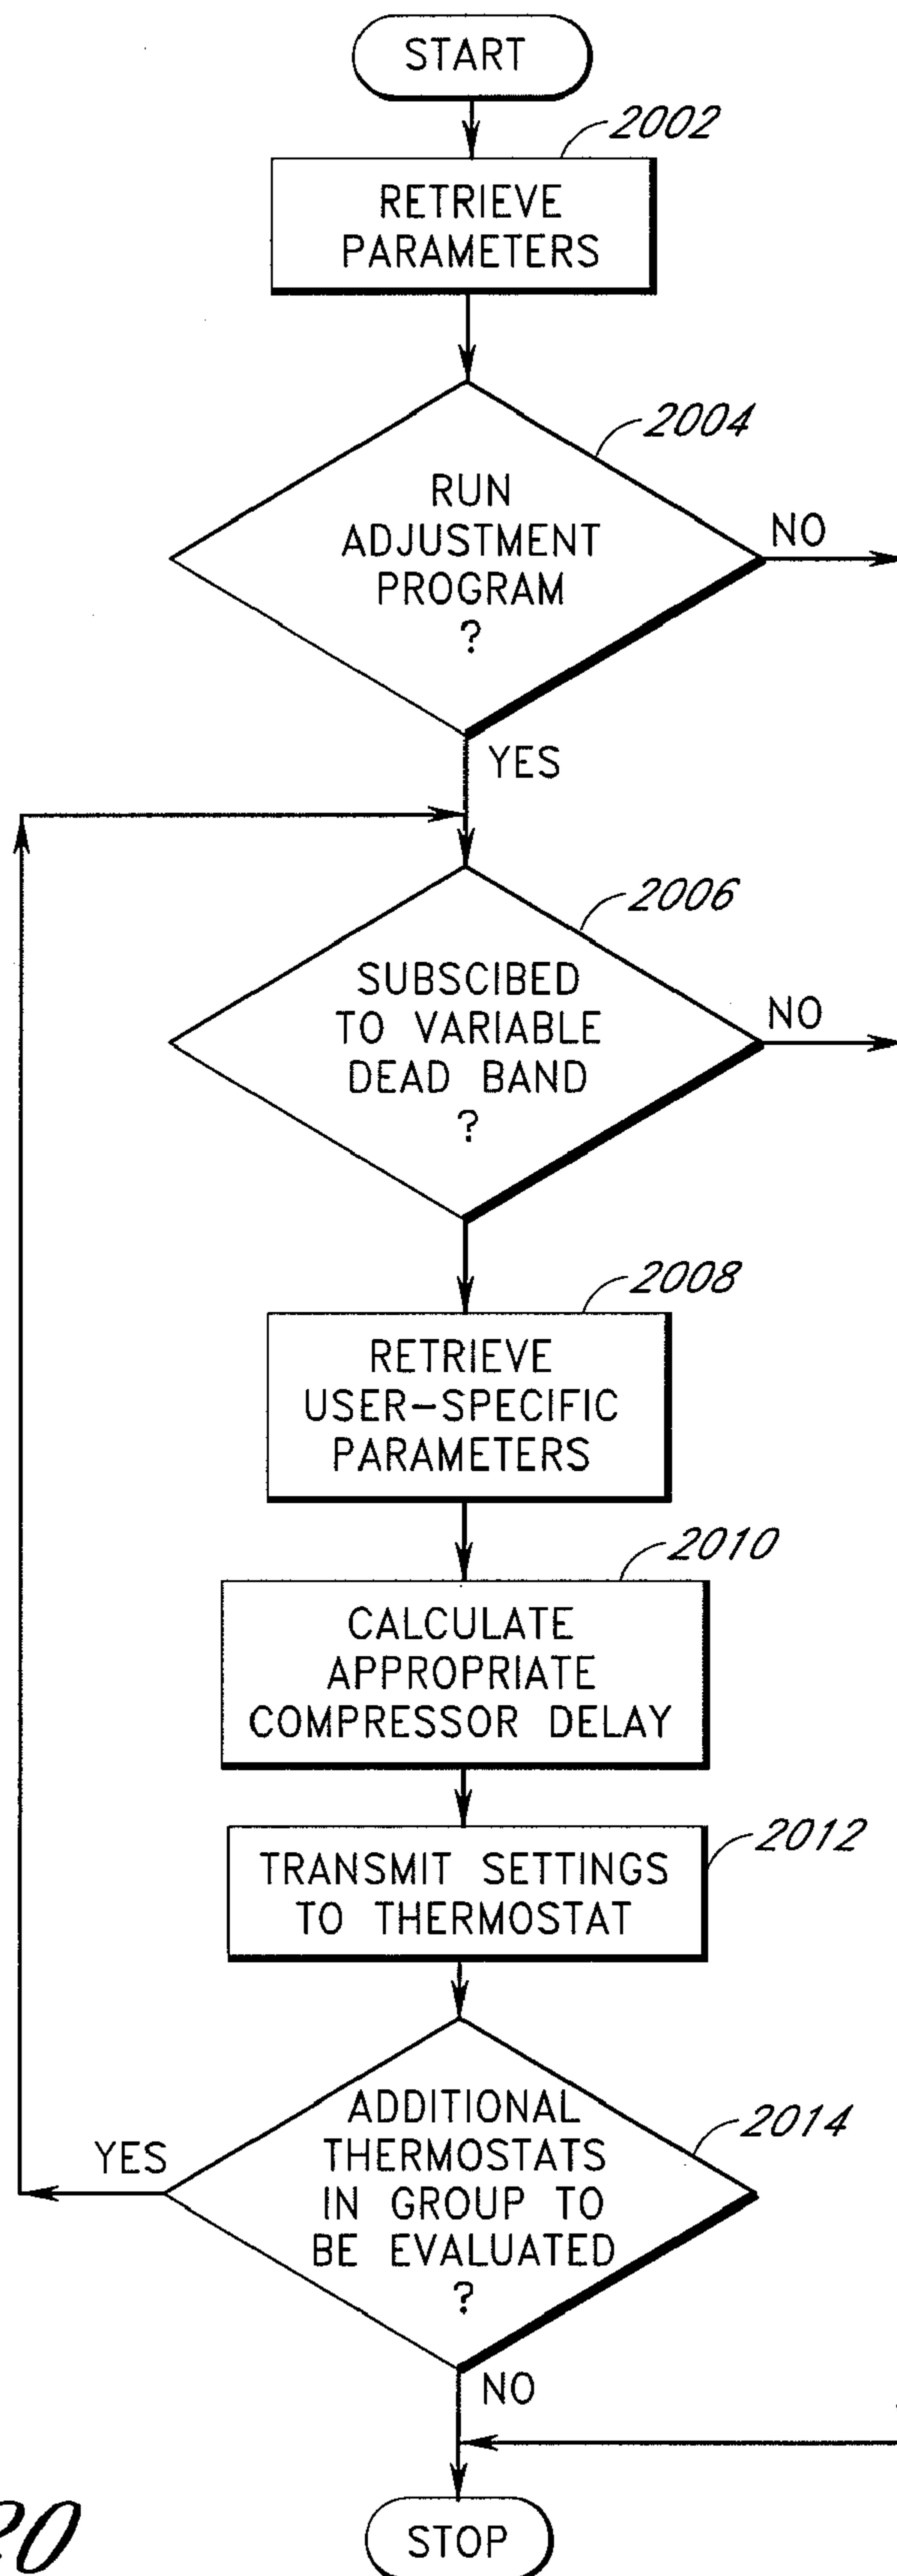 START
2002
RETRIEVE
PARAMETERS
2004
RUN
ADJUSTMENT
PROGRAM
?
NO
YES
2006
SUBSCIBED
TO VARIABLE
DEAD BAND
?
NO
2008
RETRIEVE
USER-SPECIFIC
PARAMETERS
2010
CALCULATE
APPROPRIATE
COMPRESSOR DELAY
2012
TRANSMIT SETTINGS
TO THERMOSTAT
2014
ADDITIONAL
THERMOSTATS
IN GROUP TO
BE EVALUATED
?
YES
NO
STOP
20